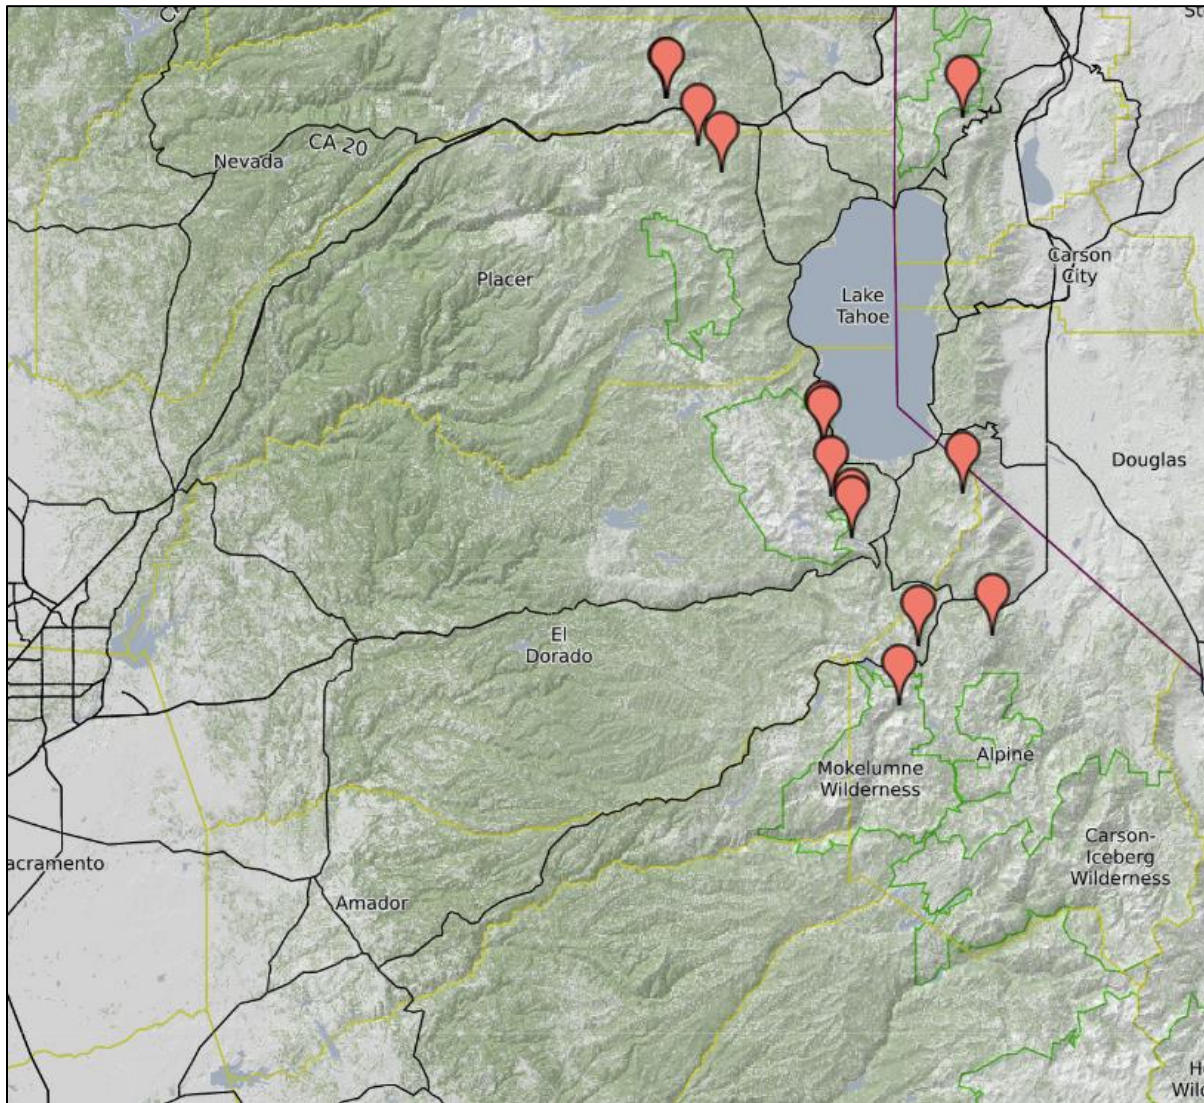 Nevada
CA 20
Placer
Lake
Tahoe
Carson
City
Douglas
El
Dorado
Alpine
Mokelumne
Wilderness
Carson-
Iceberg
Wilderness
acramento
Amador